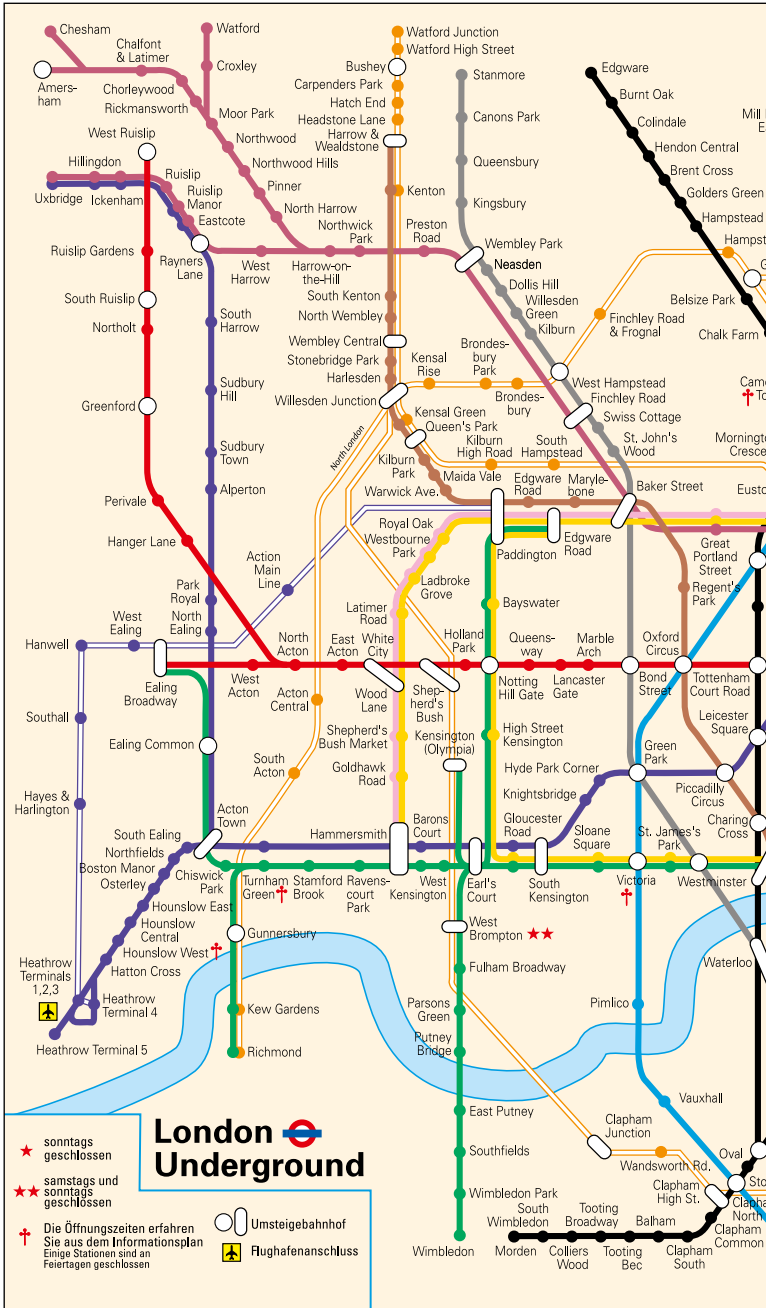 Chesham
Watford
Watford Junction
Watford High Street
Chalfont
& Latimer
Croxley
Bushey
Stanmore
Edgware
Amers-
ham
Chorleywood
Rickmansworth
Carpenders Park
Hatch End
Headstone Lane
Burnt Oak
Canons Park
Colindale
Mill
Moor Park
Harrow &
Wealdstone
West Ruislip
Northwood
Hendon Central
Northwood Hills
Queensbury
Brent Cross
Hillingdon
Ruislip
Pinner
Kenton
Golders Green
Uxbridge
Ickenham
Ruislip
Manor
Eastcote
North Harrow
Kingsbury
Hampstead
Northwick
Park
Preston
Road
Wembley Park
Neasden
Ruislip Gardens
Rayners
Lane
West
Harrow
Harrow-on-
the-Hill
Dollis Hill
Willesden
Green
Kilburn
South Ruislip
South Kenton
North Wembley
Belsize Park
Northolt
South
Harrow
Wembley Central
Finchley Road
& Frognal
Chalk Farm
Stonebridge Park
Harlesden
Kensal
Rise
Brondes-
bury
Park
West Hampstead
Finchley Road
Greenford
Sudbury
Hill
Willesden Junction
Brondes-
bury
Swiss Cottage
Kensal Green
Queen's Park
St. John's
Wood
North London
Kilburn
High Road
South
Hampstead
Sudbury
Town
Kilburn
Park
Maida Vale
Alperton
Warwick Ave.
Edgware
Road
Maryle-
bone
Baker Street
Perivale
Royal Oak
Westbourne
Park
Paddington
Edgware
Road
Great
Portland
Street
Hanger Lane
Action
Main
Line
Ladbroke
Grove
Park
Royal
Latimer
Road
Bayswater
Regent's
Park
Hanwell
West
Ealing
North
Ealing
North
Acton
East
Acton
White
City
Holland
Park
Queens-
way
Marble
Arch
Oxford
Circus
Ealing
Broadway
West
Acton
Acton
Central
Wood
Lane
Shep-
herd's
Bush
Notting
Hill Gate
Lancaster
Gate
Bond
Street
Tottenham
Court Road
Southall
Ealing Common
South
Acton
Shepherd's
Bush Market
Kensington
(Olympia)
High Street
Kensington
Leicester
Square
Goldhawk
Road
Hyde Park Corner
Green
Park
Hayes &
Harlington
Knightsbridge
Piccadilly
Circus
Acton
Town
South Ealing
Northfields
Boston Manor
Osterley
Hammersmith
Barons
Court
Gloucester
Road
Sloane
Square
St. James's
Park
Charing
Cross
Chiswick
Park
Turnham
Green
Stamford
Brook
Ravens-
court
Park
West
Kensington
Earl's
Court
South
Kensington
Victoria
Westminster
Hounslow East
Hounslow
Central
Hounslow West
Hatton Cross
Gunnersbury
West
Brompton
Waterloo
Heathrow
Terminals
1,2,3
Heathrow
Terminal 4
Fulham Broadway
Heathrow Terminal 5
Kew Gardens
Richmond
Parsons
Green
Putney
Bridge
Pimlico
East Putney
Vauxhall
Southfields
Clapham
Junction
Wandsworth Rd.
Oval
Wimbledon Park
Clapham
High St.
North
Clapham
Common
Wimbledon
South
Wimbledon
Morden
Colliers
Wood
Tooting
Broadway
Tooting
Bec
Balham
Clapham
South
London
Underground
sonntags
geschlossen
samstags und
sonntags
geschlossen
Die Öffnungszeiten erfahren
Sie aus dem Informationsplan
Einige Stationen sind an
Feiertagen geschlossen
Umsteigebahnhof
Flughafenanschluss